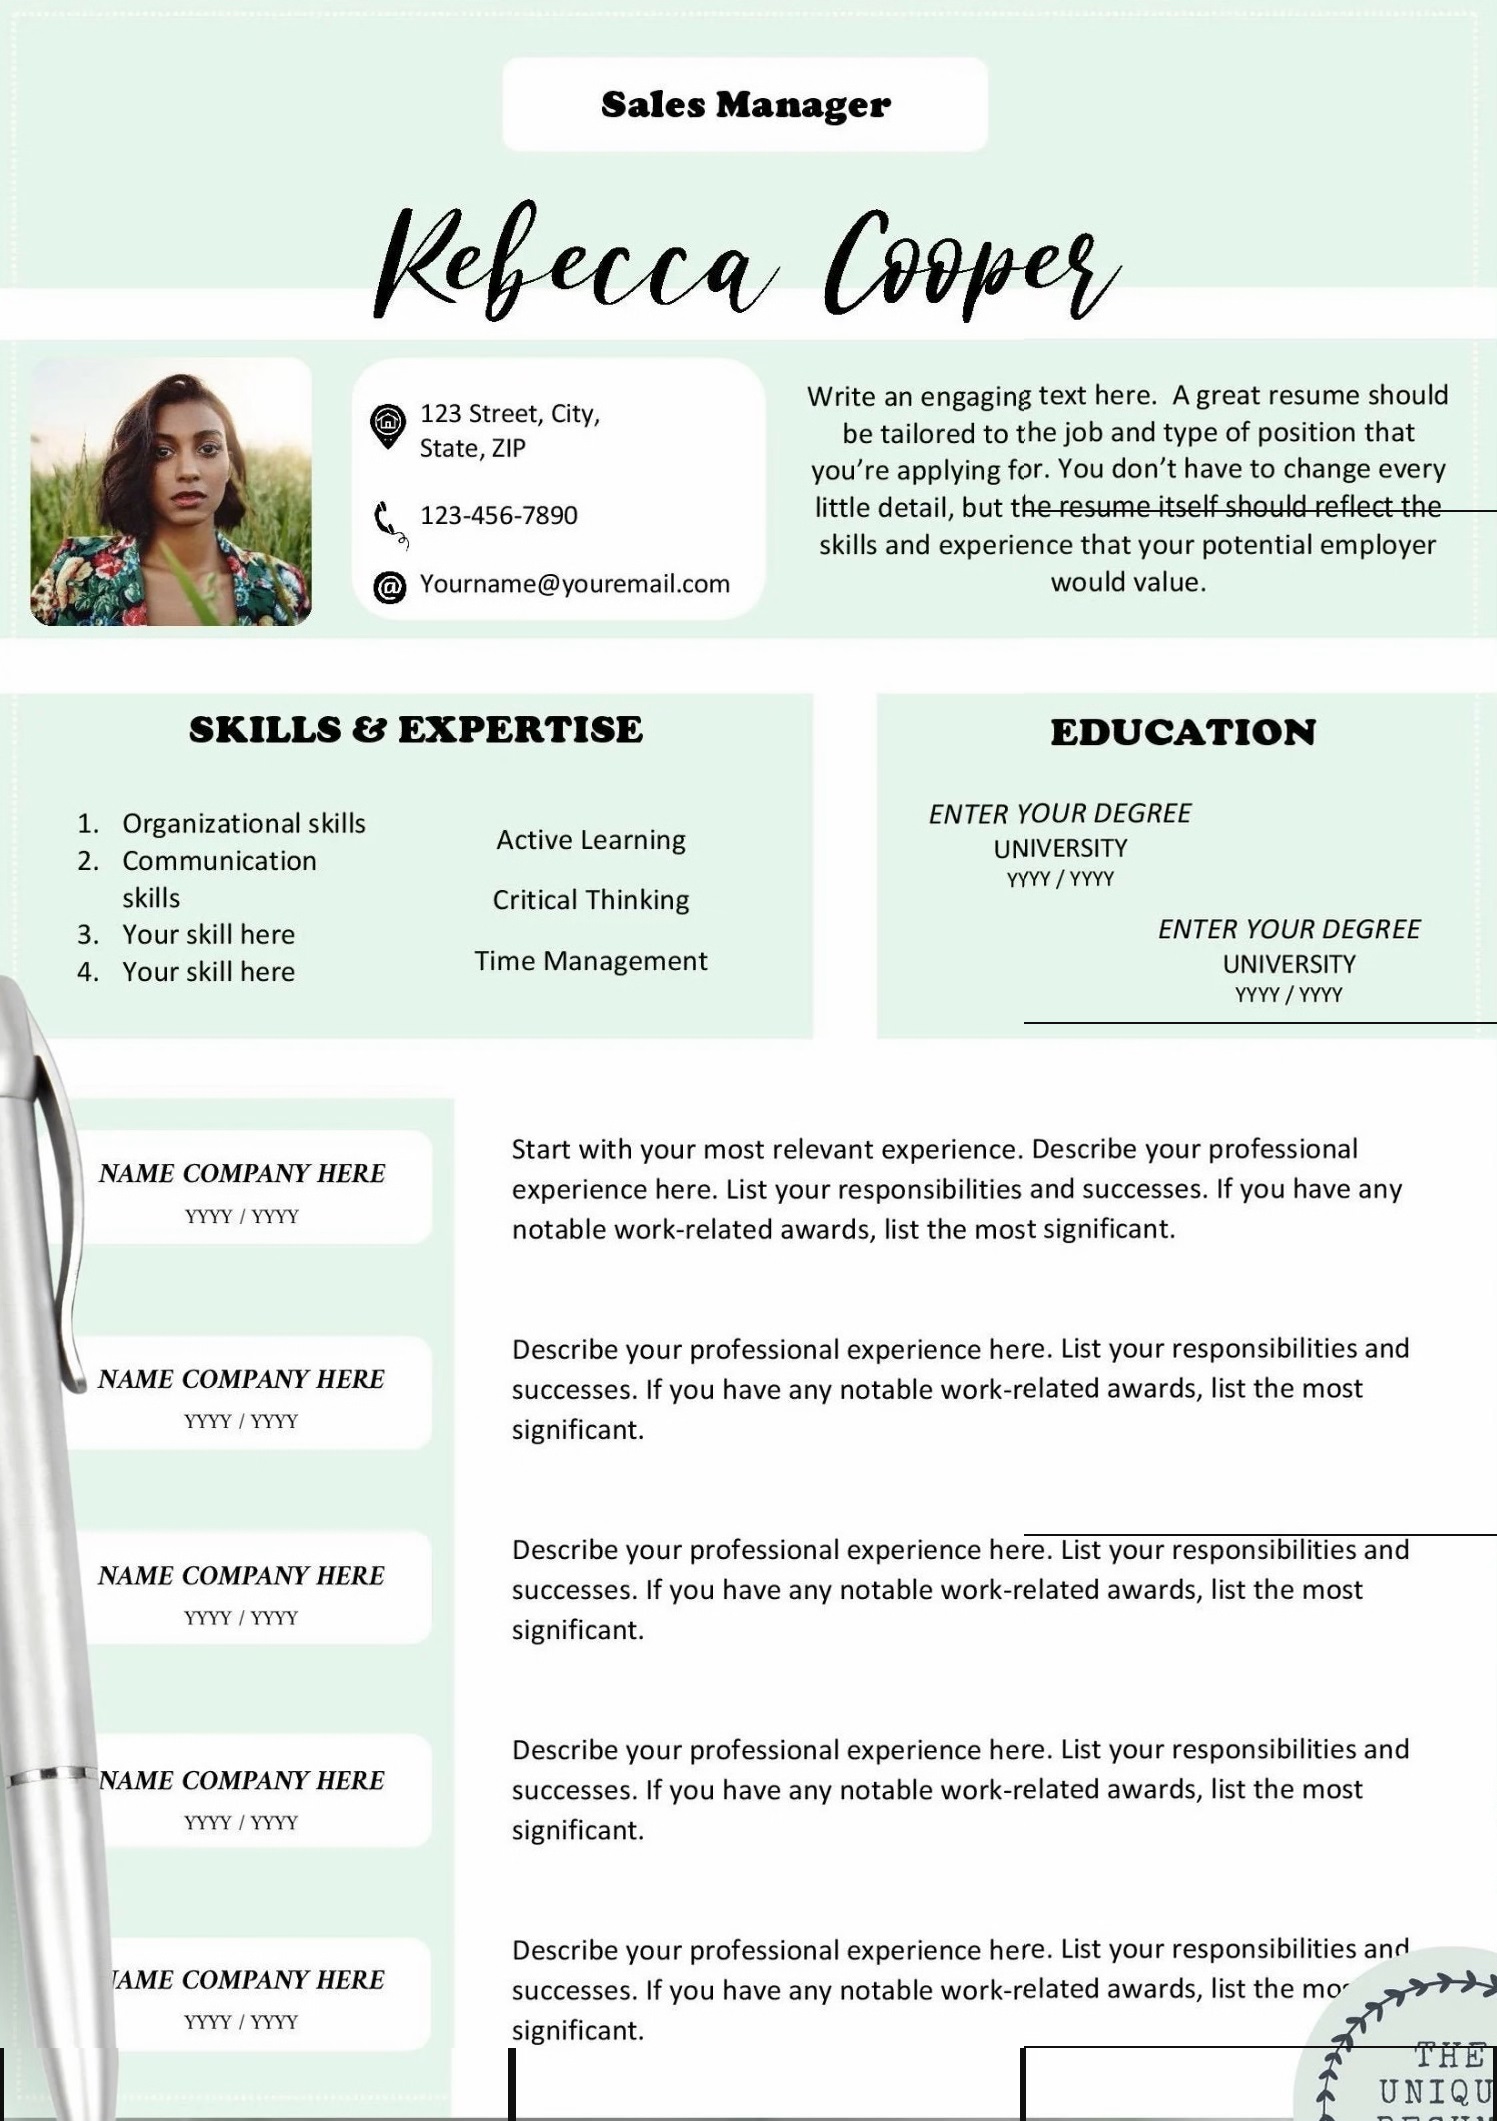 Sales Manager
Rebecca Cooper
123 Street, City,
State, ZIP
123-456-7890
Yourname@youremail.com
Write an engaging text here.  A great resume should
be tailored to the job and type of position that
you’re applying for. You don’t have to change every
little detail, but the resume itself should reflect the
skills and experience that your potential employer
would value.
SKILLS & EXPERTISE
1. Organizational skills
2. Communication
skills
3. Your skill here
4. Your skill here
Active Learning
Critical Thinking
Time Management
EDUCATION
ENTER YOUR DEGREE
UNIVERSITY
YYYY / YYYY
ENTER YOUR DEGREE
UNIVERSITY
YYYY / YYYY
NAME COMPANY HERE
YYYY / YYYY
Start with your most relevant experience. Describe your professional
experience here. List your responsibilities and successes. If you have any
notable work-related awards, list the most significant.
NAME COMPANY HERE
YYYY / YYYY
Describe your professional experience here. List your responsibilities and
successes. If you have any notable work-related awards, list the most
significant.
NAME COMPANY HERE
YYYY / YYYY
Describe your professional experience here. List your responsibilities and
successes. If you have any notable work-related awards, list the most
significant.
NAME COMPANY HERE
YYYY / YYYY
Describe your professional experience here. List your responsibilities and
successes. If you have any notable work-related awards, list the most
significant.
NAME COMPANY HERE
YYYY / YYYY
Describe your professional experience here. List your responsibilities and
successes. If you have any notable work-related awards, list the
significant.
THE